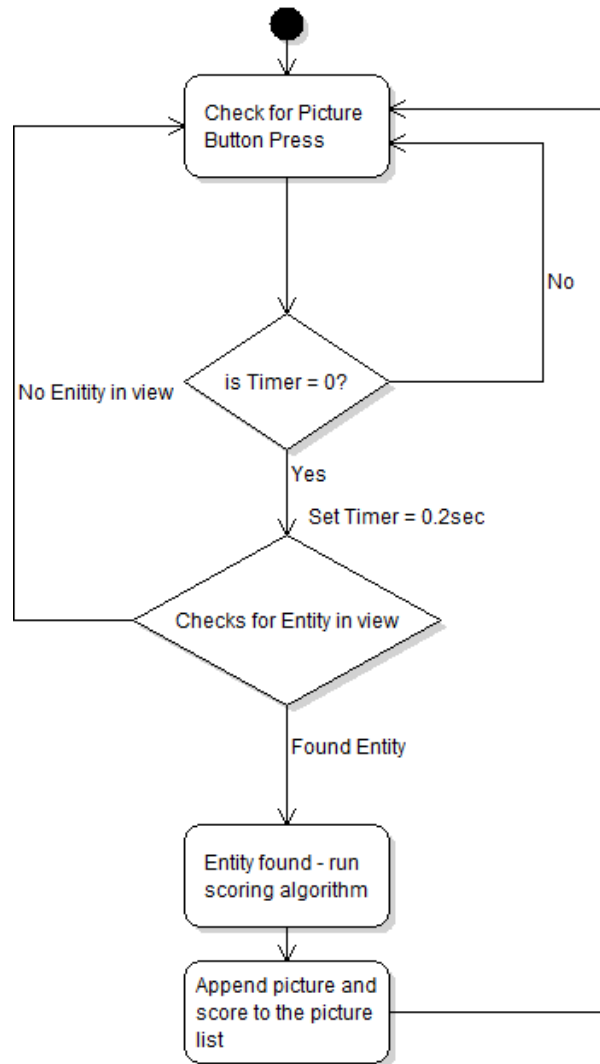 Check for Picture
Button Press
No
is Timer = 0?
No Enitity in view
Yes
Set Timer = 0.2sec
Checks for Entity in view
Found Entity
Entity found - run
scoring algorithm
Append picture and
score to the picture
list